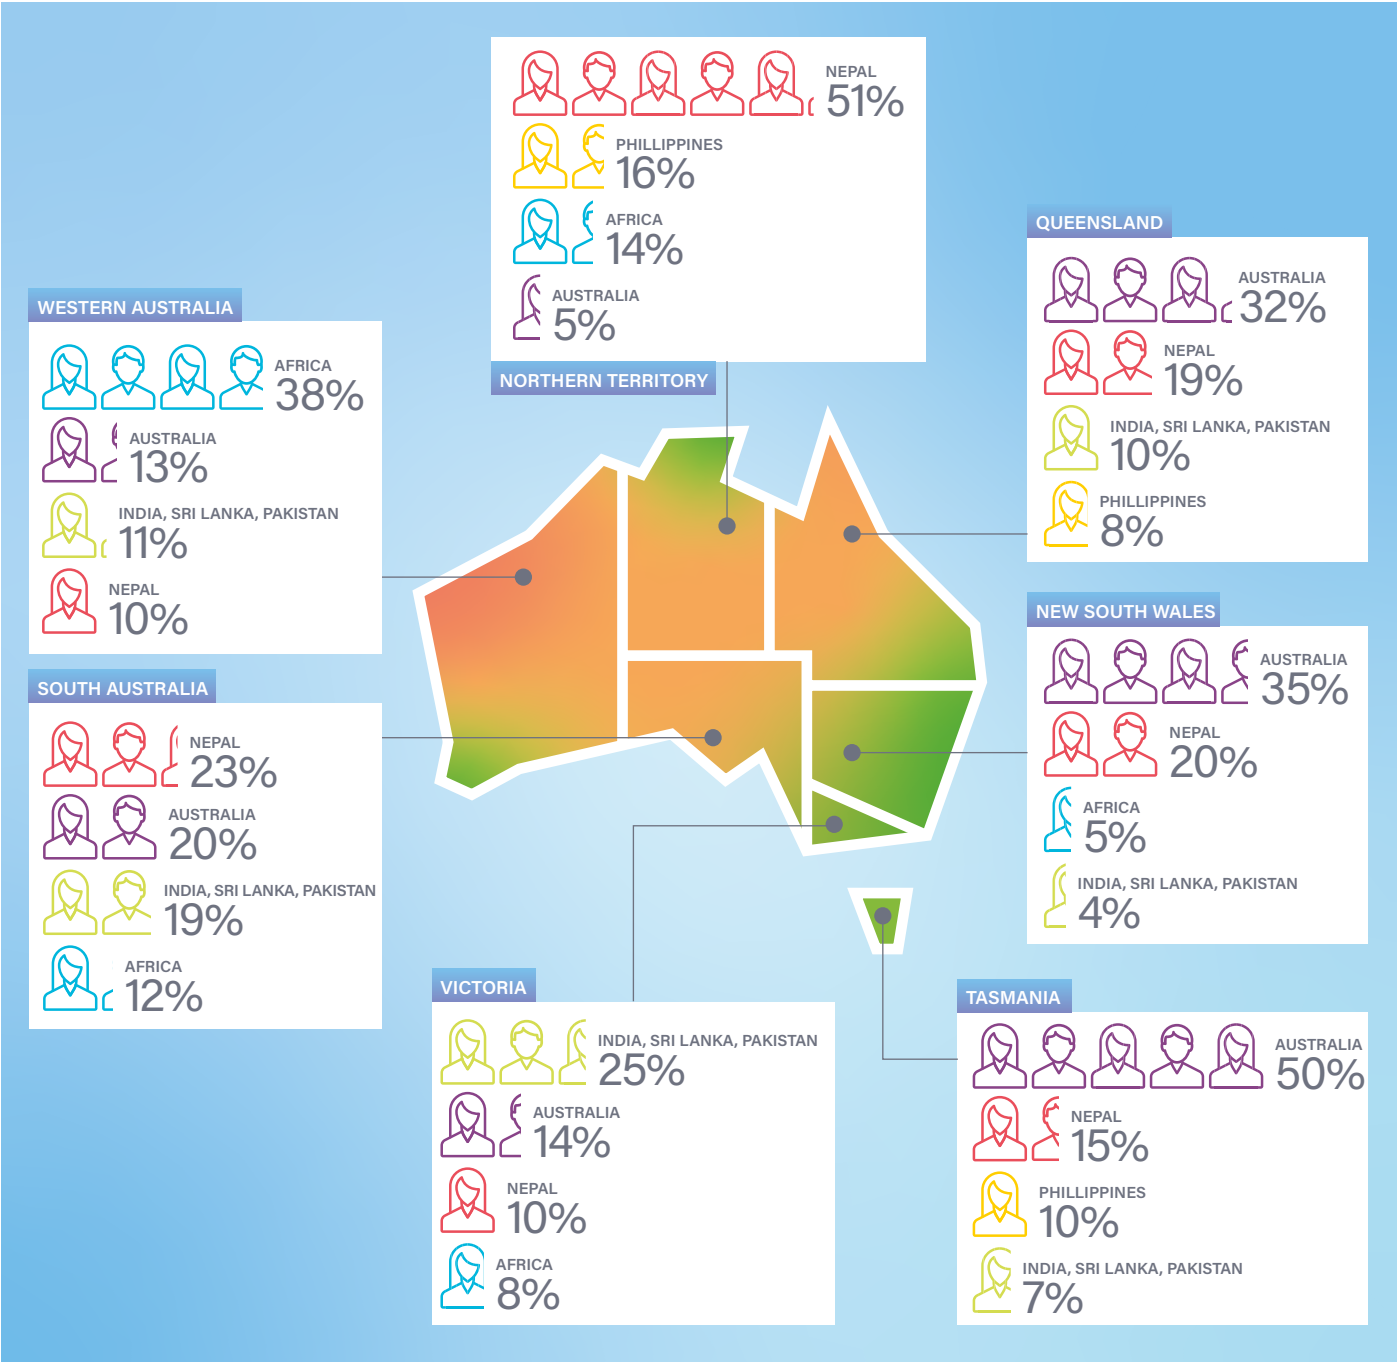 NEPAL
51%
PHILLIPPINES
16%
AFRICA
14%
AUSTRALIA
5%
NORTHERN TERRITORY
QUEENSLAND
AUSTRALIA
32%
NEPAL
19%
INDIA, SRI LANKA, PAKISTAN
10%
PHILLIPPINES
8%
WESTERN AUSTRALIA
AFRICA
38%
AUSTRALIA
13%
INDIA, SRI LANKA, PAKISTAN
11%
NEPAL
10%
NEW SOUTH WALES
AUSTRALIA
35%
NEPAL
20%
AFRICA
5%
INDIA, SRI LANKA, PAKISTAN
4%
SOUTH AUSTRALIA
NEPAL
23%
AUSTRALIA
20%
INDIA, SRI LANKA, PAKISTAN
19%
AFRICA
12%
VICTORIA
INDIA, SRI LANKA, PAKISTAN
25%
AUSTRALIA
14%
NEPAL
10%
AFRICA
8%
TASMANIA
AUSTRALIA
50%
NEPAL
15%
PHILLIPPINES
10%
INDIA, SRI LANKA, PAKISTAN
7%